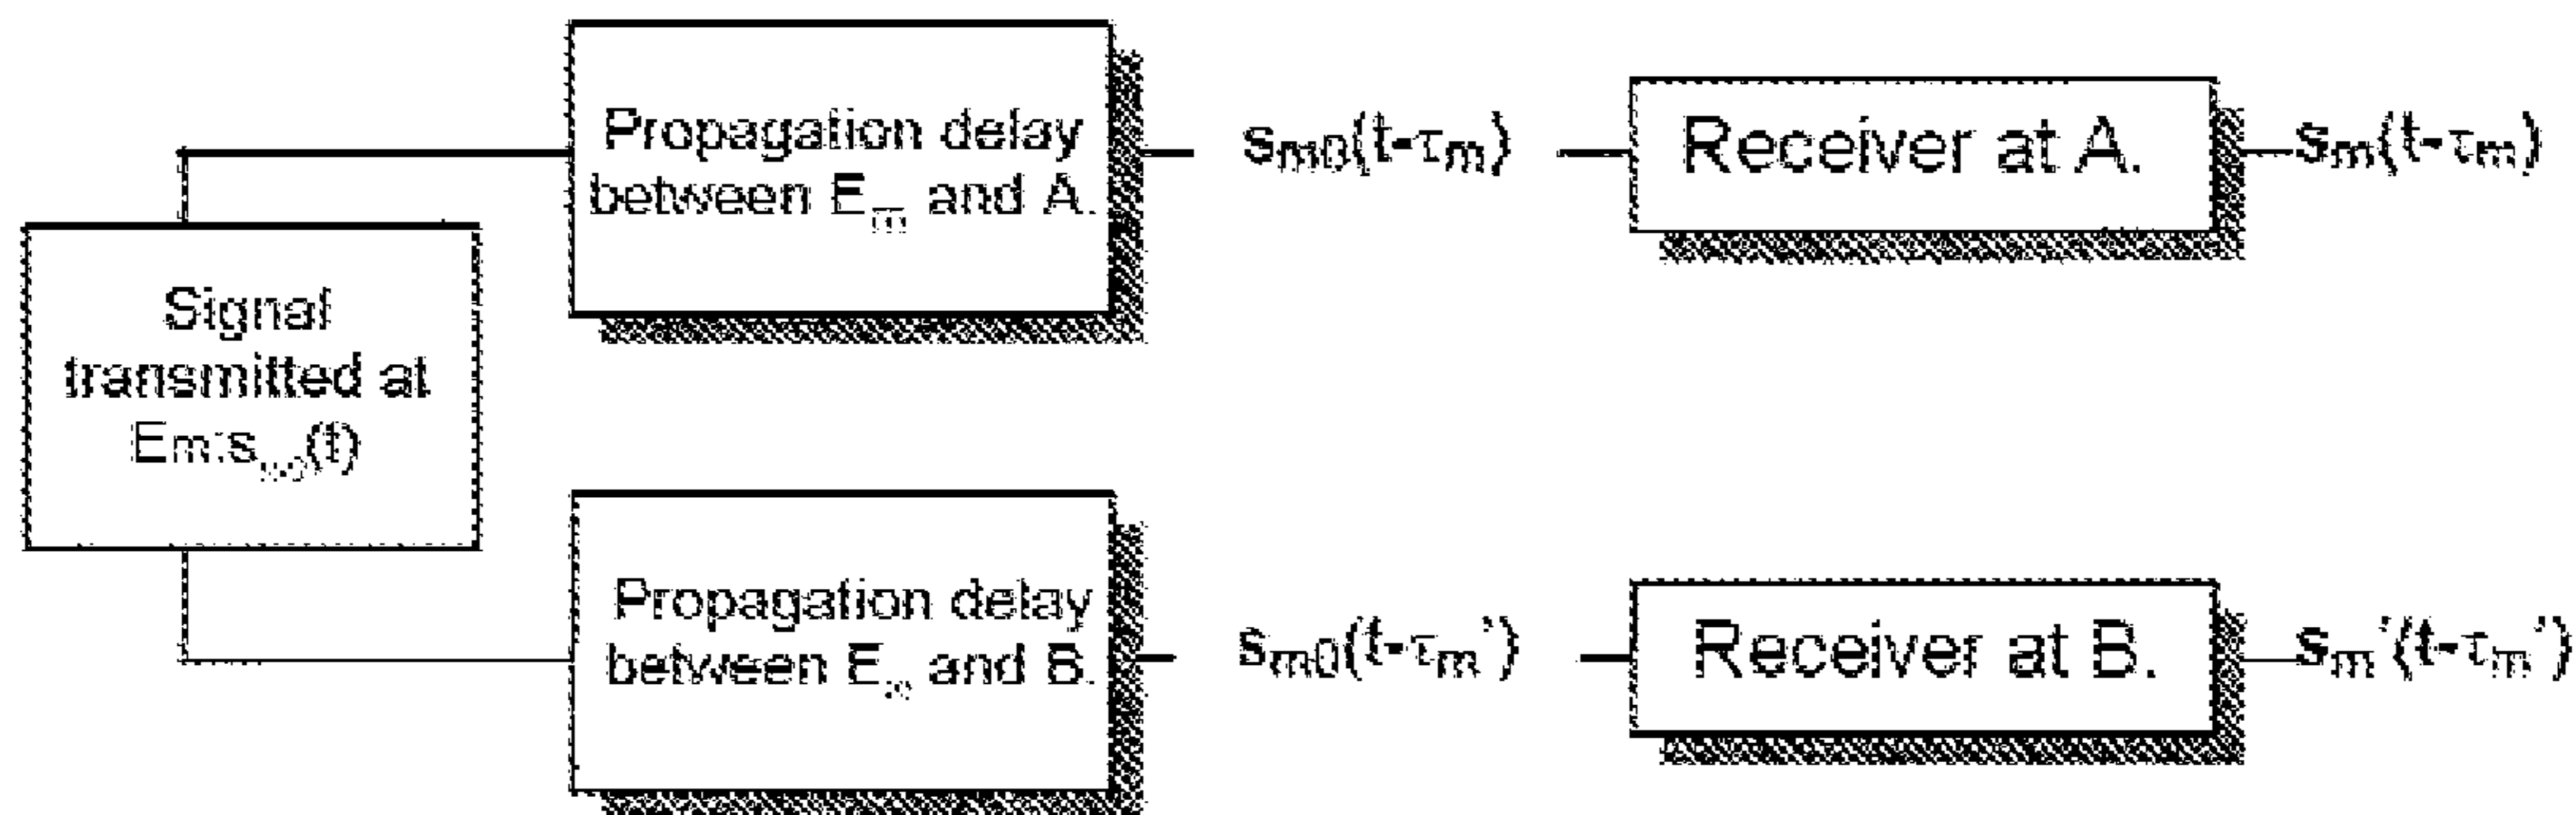 Propagation delay
between Em and A.
sm0(t-τm)
Receiver at A.
sm(t-τm)
Signal
transmitted at
Em:sm0(t)
Propagation delay
between Em and B.
sm0(t-τm')
Receiver at B.
sm'(t-τm')